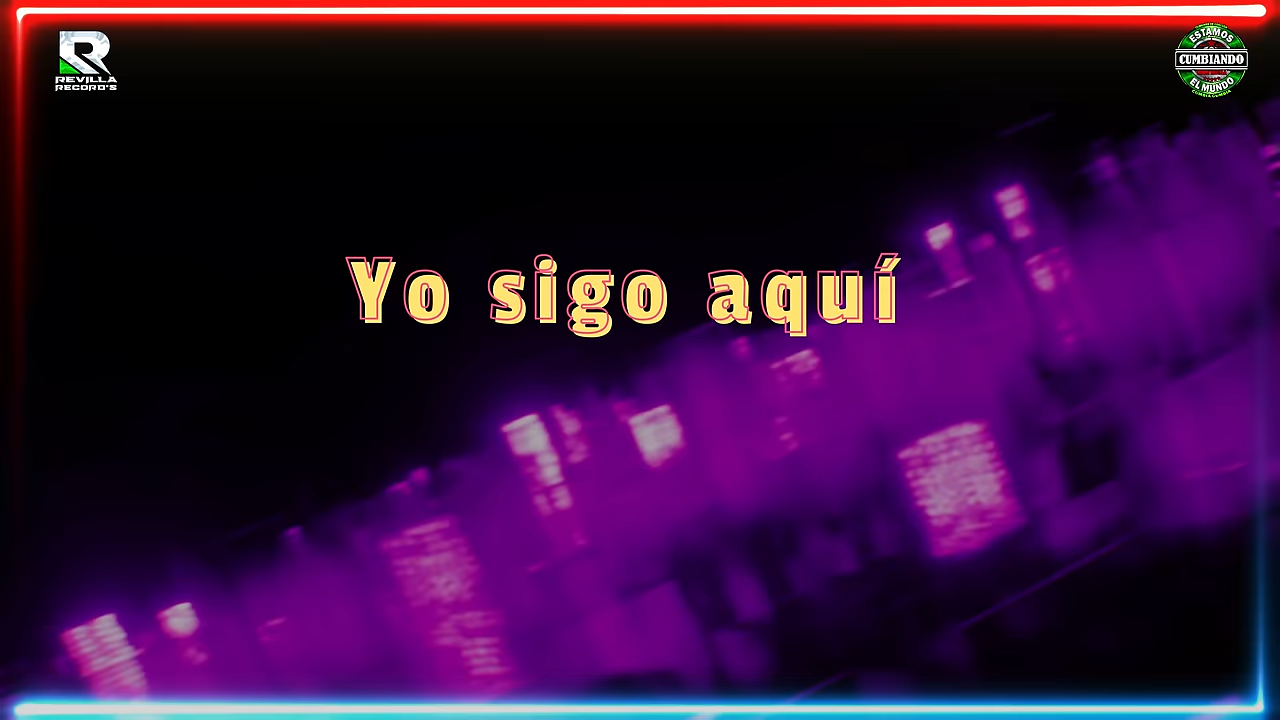 REVILLA
RECORD'S
ESTAMOS
CUMBIANDO
EL MUNDO
Yo sigo aquí